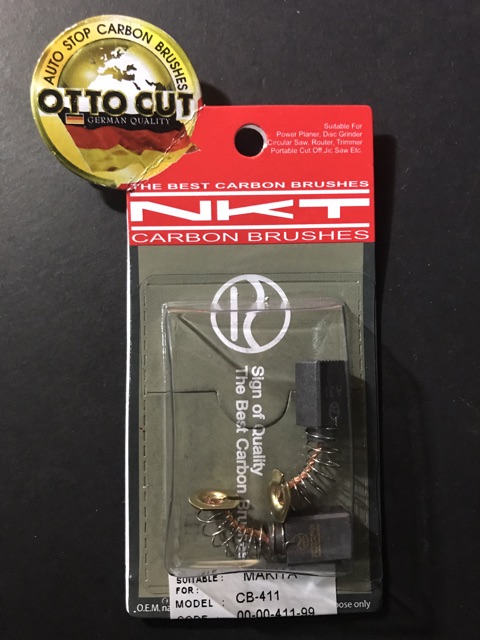 AUTO STOP CARBON BRUSHES
OTTO CUT
GERMAN QUALITY
Suitable For
Power Planer, Disc Grinder
Circular Saw, Router, Trimmer
Portable Cut Off Jic Saw Etc.
THE BEST CARBON BRUSHES
NKT
CARBON BRUSHES
Sign of Quality
The Best Carbon Brushes
SUITABLE : MAKITA
FOR :
MODEL : CB-411
CODE : 00-00-411-99
O.E.M. na
pose only